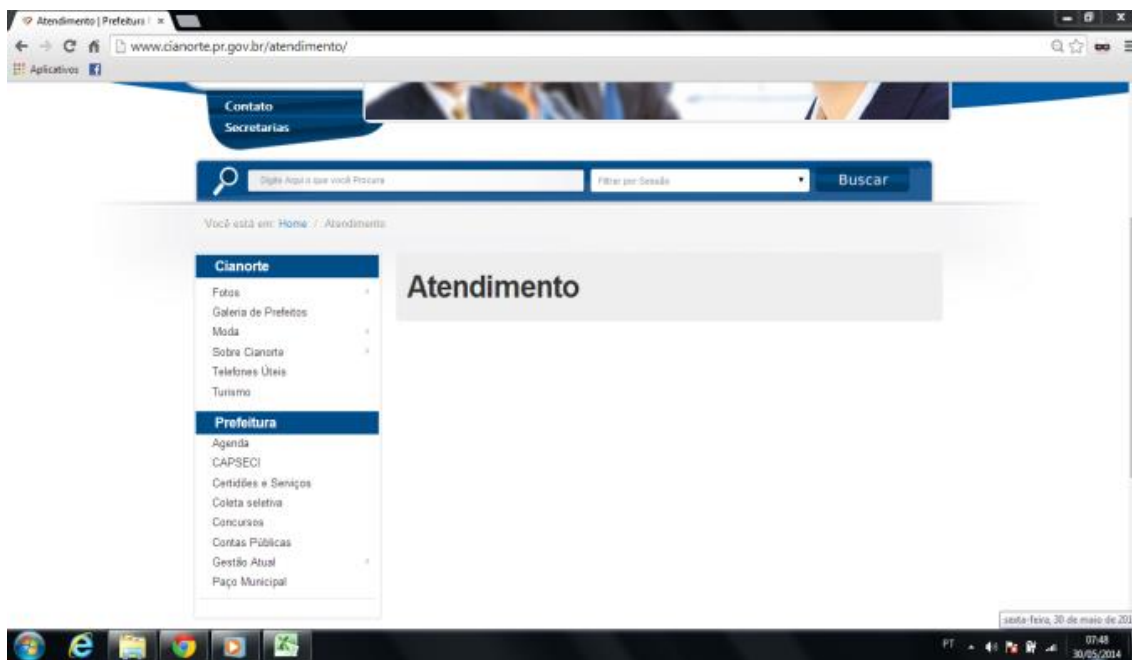 Atendimento | Prefeitura
www.cianorte.pr.gov.br/atendimento/
Aplicativos
Contato
Secretarias
Digite Aqui o que você Procura
Filtrar por Sessão
Buscar
Você está em: Home / Atendimento
Cianorte
Fotos
Galeria de Prefeitos
Moda
Sobre Cianorte
Telefones Úteis
Turismo
Atendimento
Prefeitura
Agenda
CAPSECI
Certidões e Serviços
Coleta seletiva
Concursos
Contas Públicas
Gestão Atual
Paço Municipal
sexta-feira, 30 de maio de 201
PT
07:48
30/05/2014